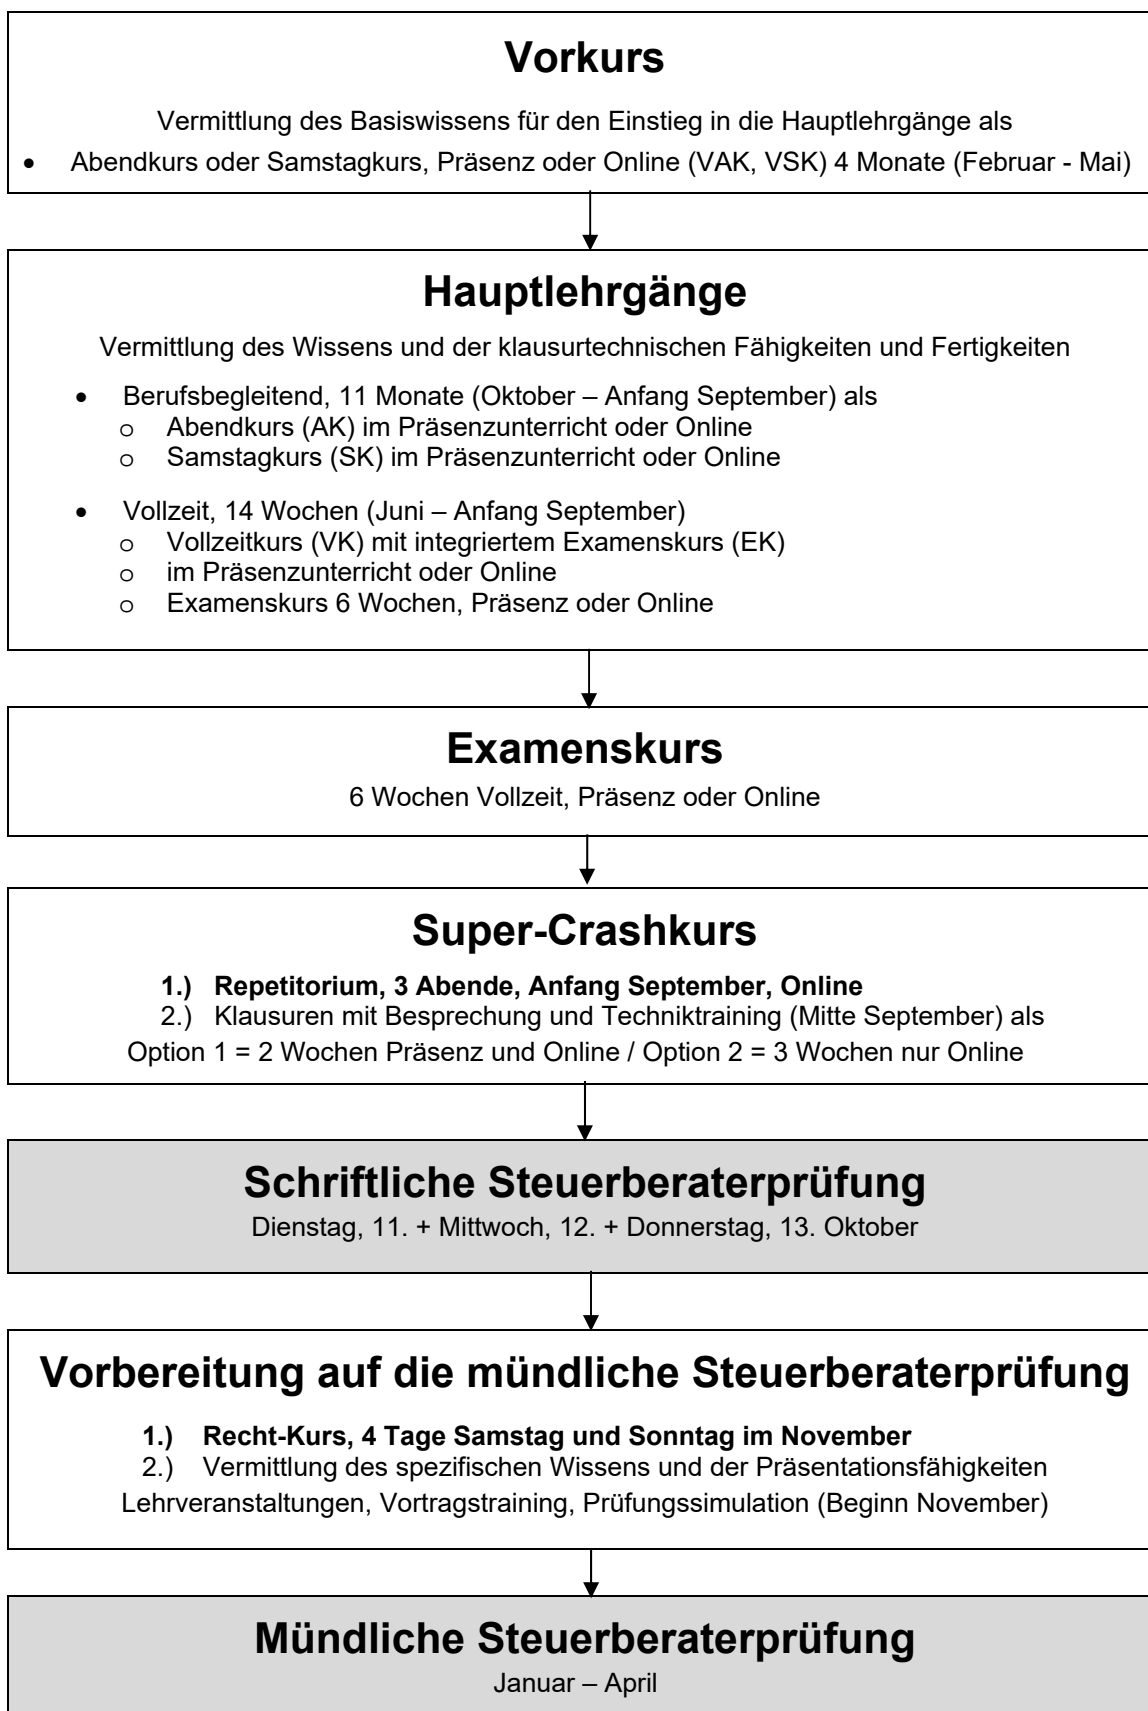 Vorkurs
Vermittlung des Basiswissens für den Einstieg in die Hauptlehrgänge als
• Abendkurs oder Samstagkurs, Präsenz oder Online (VAK, VSK) 4 Monate (Februar - Mai)
Hauptlehrgänge
Vermittlung des Wissens und der klausurtechnischen Fähigkeiten und Fertigkeiten
• Berufsbegleitend, 11 Monate (Oktober – Anfang September) als
o Abendkurs (AK) im Präsenzunterricht oder Online
o Samstagkurs (SK) im Präsenzunterricht oder Online
• Vollzeit, 14 Wochen (Juni – Anfang September)
o Vollzeitkurs (VK) mit integriertem Examenskurs (EK)
o im Präsenzunterricht oder Online
o Examenskurs 6 Wochen, Präsenz oder Online
Examenskurs
6 Wochen Vollzeit, Präsenz oder Online
Super-Crashkurs
1.) Repetitorium, 3 Abende, Anfang September, Online
2.) Klausuren mit Besprechung und Techniktraining (Mitte September) als
Option 1 = 2 Wochen Präsenz und Online / Option 2 = 3 Wochen nur Online
Schriftliche Steuerberaterprüfung
Dienstag, 11. + Mittwoch, 12. + Donnerstag, 13. Oktober
Vorbereitung auf die mündliche Steuerberaterprüfung
1.) Recht-Kurs, 4 Tage Samstag und Sonntag im November
2.) Vermittlung des spezifischen Wissens und der Präsentationsfähigkeiten
Lehrveranstaltungen, Vortragstraining, Prüfungssimulation (Beginn November)
Mündliche Steuerberaterprüfung
Januar – April